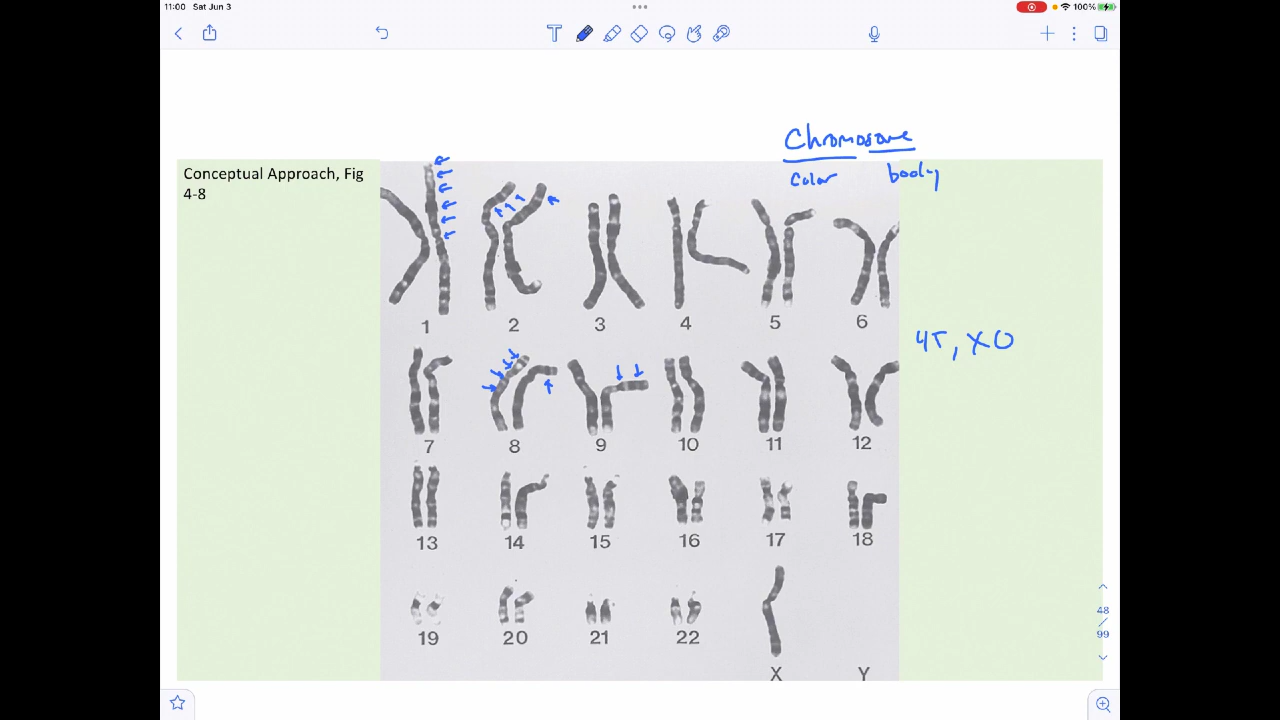 11:00 Sat Jun 3
100%
T
Chromosome
color body
Conceptual Approach, Fig
4-8
1 2 3 4 5 6
45, XO
7 8 9 10 11 12
13 14 15 16 17 18
19 20 21 22
X Y
48
/
99